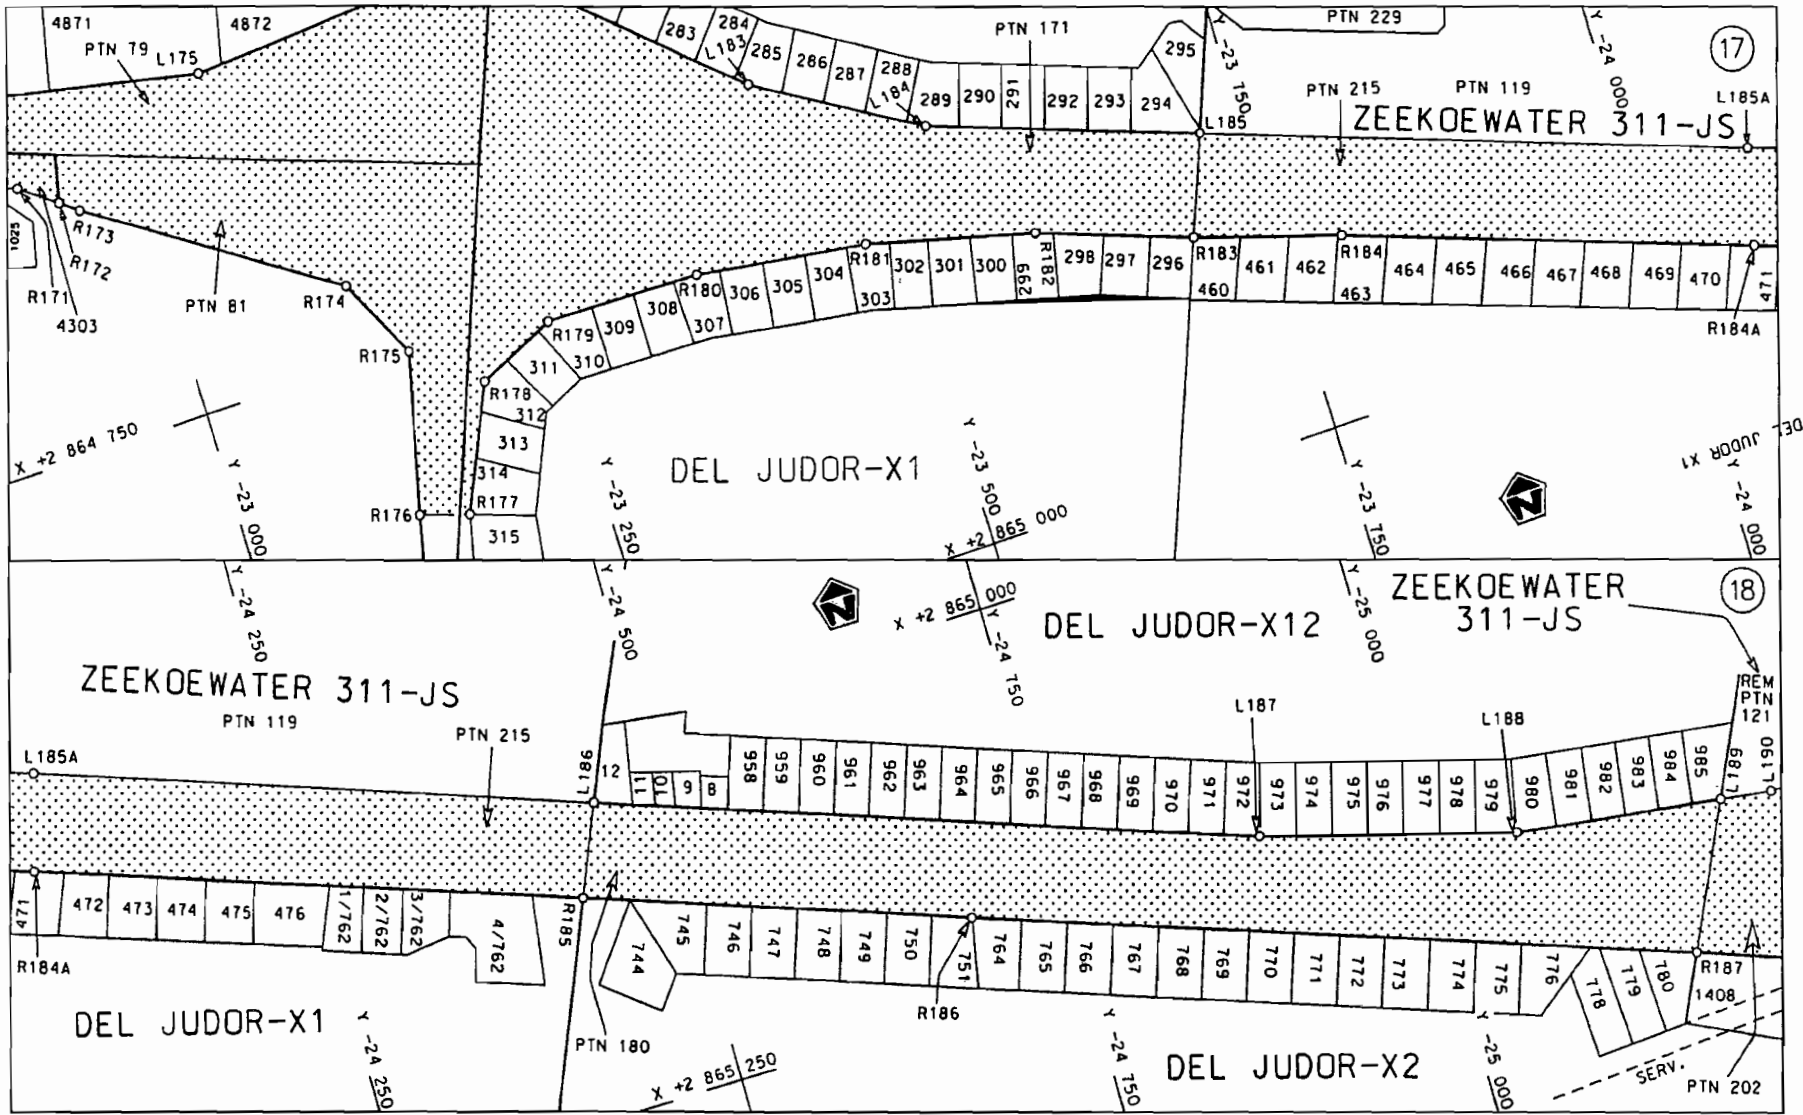 4871
4872
PTN 79
L175
283
284
L183
285
286
287
288
L184
289
290
291
292
293
294
295
PTN 171
Y -23 750
PTN 229
Y -24 000
17
PTN 215
PTN 119
L185A
L185
ZEEKOEWATER 311-JS
1025
R173
R172
R171
4303
PTN 81
R174
R175
R176
R177
R178
R179
R180
R181
R182
R183
R184
R184A
315
314
313
312
311
310
309
308
307
306
305
304
303
302
301
300
299
298
297
296
460
461
462
463
464
465
466
467
468
469
470
471
X +2 864 750
Y -23 000
Y -23 250
DEL JUDOR-X1
Y -23 500
X +2 865 000
Y -23 750
DEL JUDOR X1
Y -24 000
Y -24 250
Y -24 500
X +2 865 000
Y -24 750
DEL JUDOR-X12
Y -25 000
ZEEKOEWATER
311-JS
18
ZEEKOEWATER 311-JS
PTN 119
PTN 215
L185A
L186
12
11
10
9
8
958
959
960
961
962
963
964
965
966
967
968
969
970
971
972
973
974
975
976
977
978
979
980
981
982
983
984
985
L187
L188
L189
L190
REM
PTN
121
471
472
473
474
475
476
1/762
2/762
3/762
4/762
R184A
R185
744
745
746
747
748
749
750
751
764
765
766
767
768
769
770
771
772
773
774
775
776
778
779
780
1408
R186
R187
DEL JUDOR-X1
Y -24 250
PTN 180
X +2 865 250
Y -24 750
DEL JUDOR-X2
Y -25 000
SERV.
PTN 202